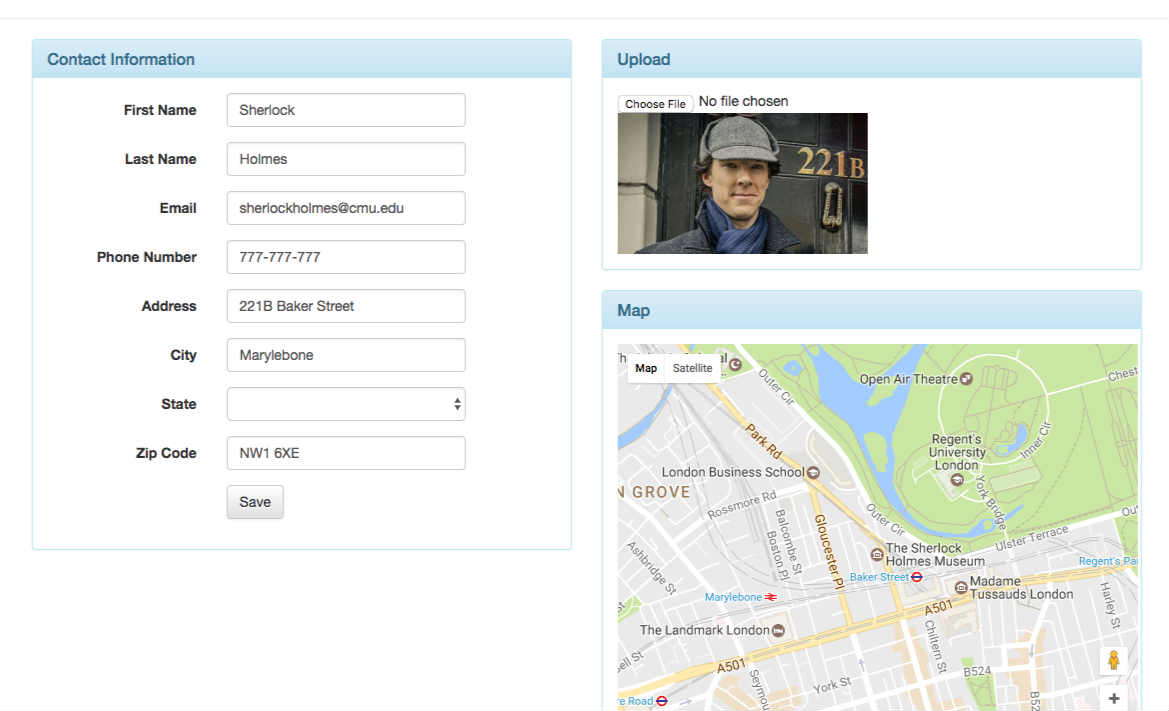 Contact Information
First Name
Sherlock
Last Name
Holmes
Email
sherlockholmes@cmu.edu
Phone Number
777-777-777
Address
221B Baker Street
City
Marylebone
State
Zip Code
NW1 6XE
Save
Upload
Choose File No file chosen
221B
Map
Map Satellite
Outer Cir
Open Air Theatre
Chest
Park Rd
Inner Cir
Regent's
University
London
London Business School
N GROVE
Rossmore Rd
York Bridge
Outer Cir
Ou
Balcombe St
Boston Pl
Gloucester Pl
Ulster Terrace
Ashbridge St
The Sherlock
Holmes Museum
Regent's Pa
Baker Street
Madame
Tussauds London
Marylebone
A501
Harley St
The Landmark London
Chiltern St
ell St
A501
B524
York St
Seymou
re Road
B52
+